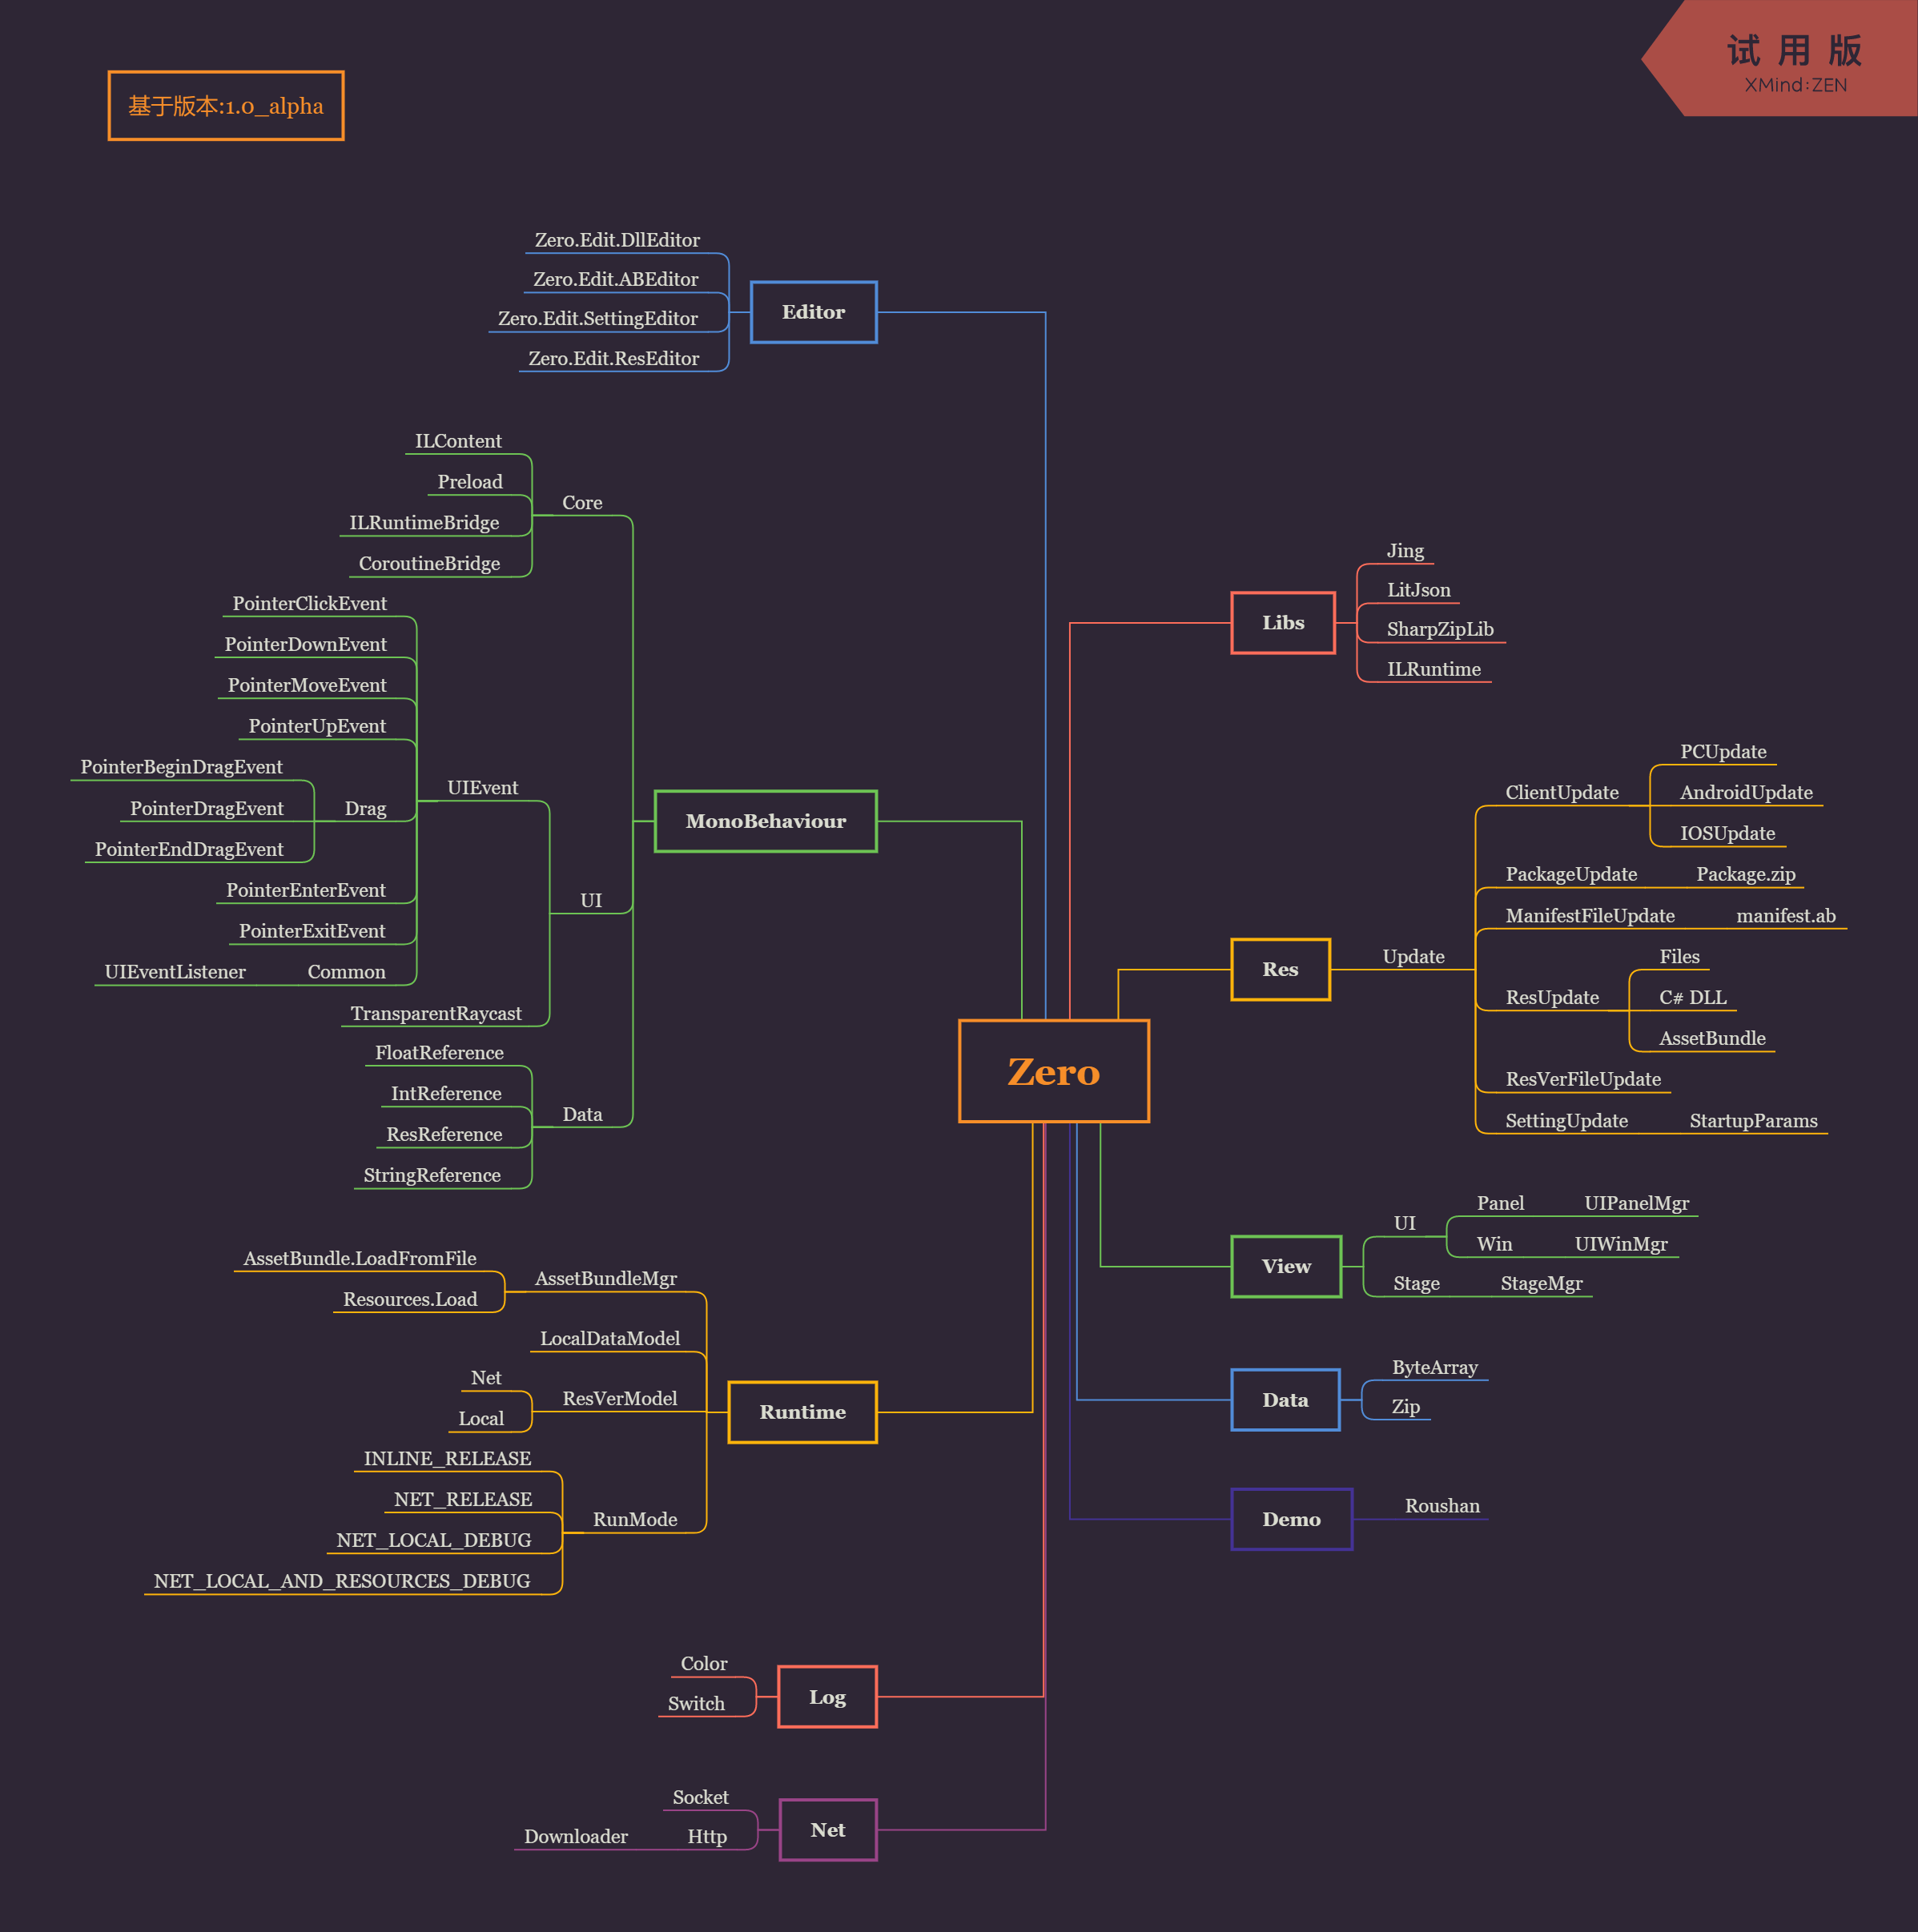 试用版
XMind:ZEN
基于版本:1.0_alpha
Zero
Editor
Zero.Edit.DllEditor
Zero.Edit.ABEditor
Zero.Edit.SettingEditor
Zero.Edit.ResEditor
MonoBehaviour
Core
ILContent
Preload
ILRuntimeBridge
CoroutineBridge
UI
UIEvent
PointerClickEvent
PointerDownEvent
PointerMoveEvent
PointerUpEvent
Drag
PointerBeginDragEvent
PointerDragEvent
PointerEndDragEvent
PointerEnterEvent
PointerExitEvent
Common
UIEventListener
TransparentRaycast
Data
FloatReference
IntReference
ResReference
StringReference
Runtime
AssetBundleMgr
AssetBundle.LoadFromFile
Resources.Load
LocalDataModel
ResVerModel
Net
Local
RunMode
INLINE_RELEASE
NET_RELEASE
NET_LOCAL_DEBUG
NET_LOCAL_AND_RESOURCES_DEBUG
Log
Color
Switch
Net
Socket
Http
Downloader
Libs
Jing
LitJson
SharpZipLib
ILRuntime
Res
Update
ClientUpdate
PCUpdate
AndroidUpdate
IOSUpdate
PackageUpdate
Package.zip
ManifestFileUpdate
manifest.ab
ResUpdate
Files
C# DLL
AssetBundle
ResVerFileUpdate
SettingUpdate
StartupParams
View
UI
Panel
UIPanelMgr
Win
UIWinMgr
Stage
StageMgr
Data
ByteArray
Zip
Demo
Roushan